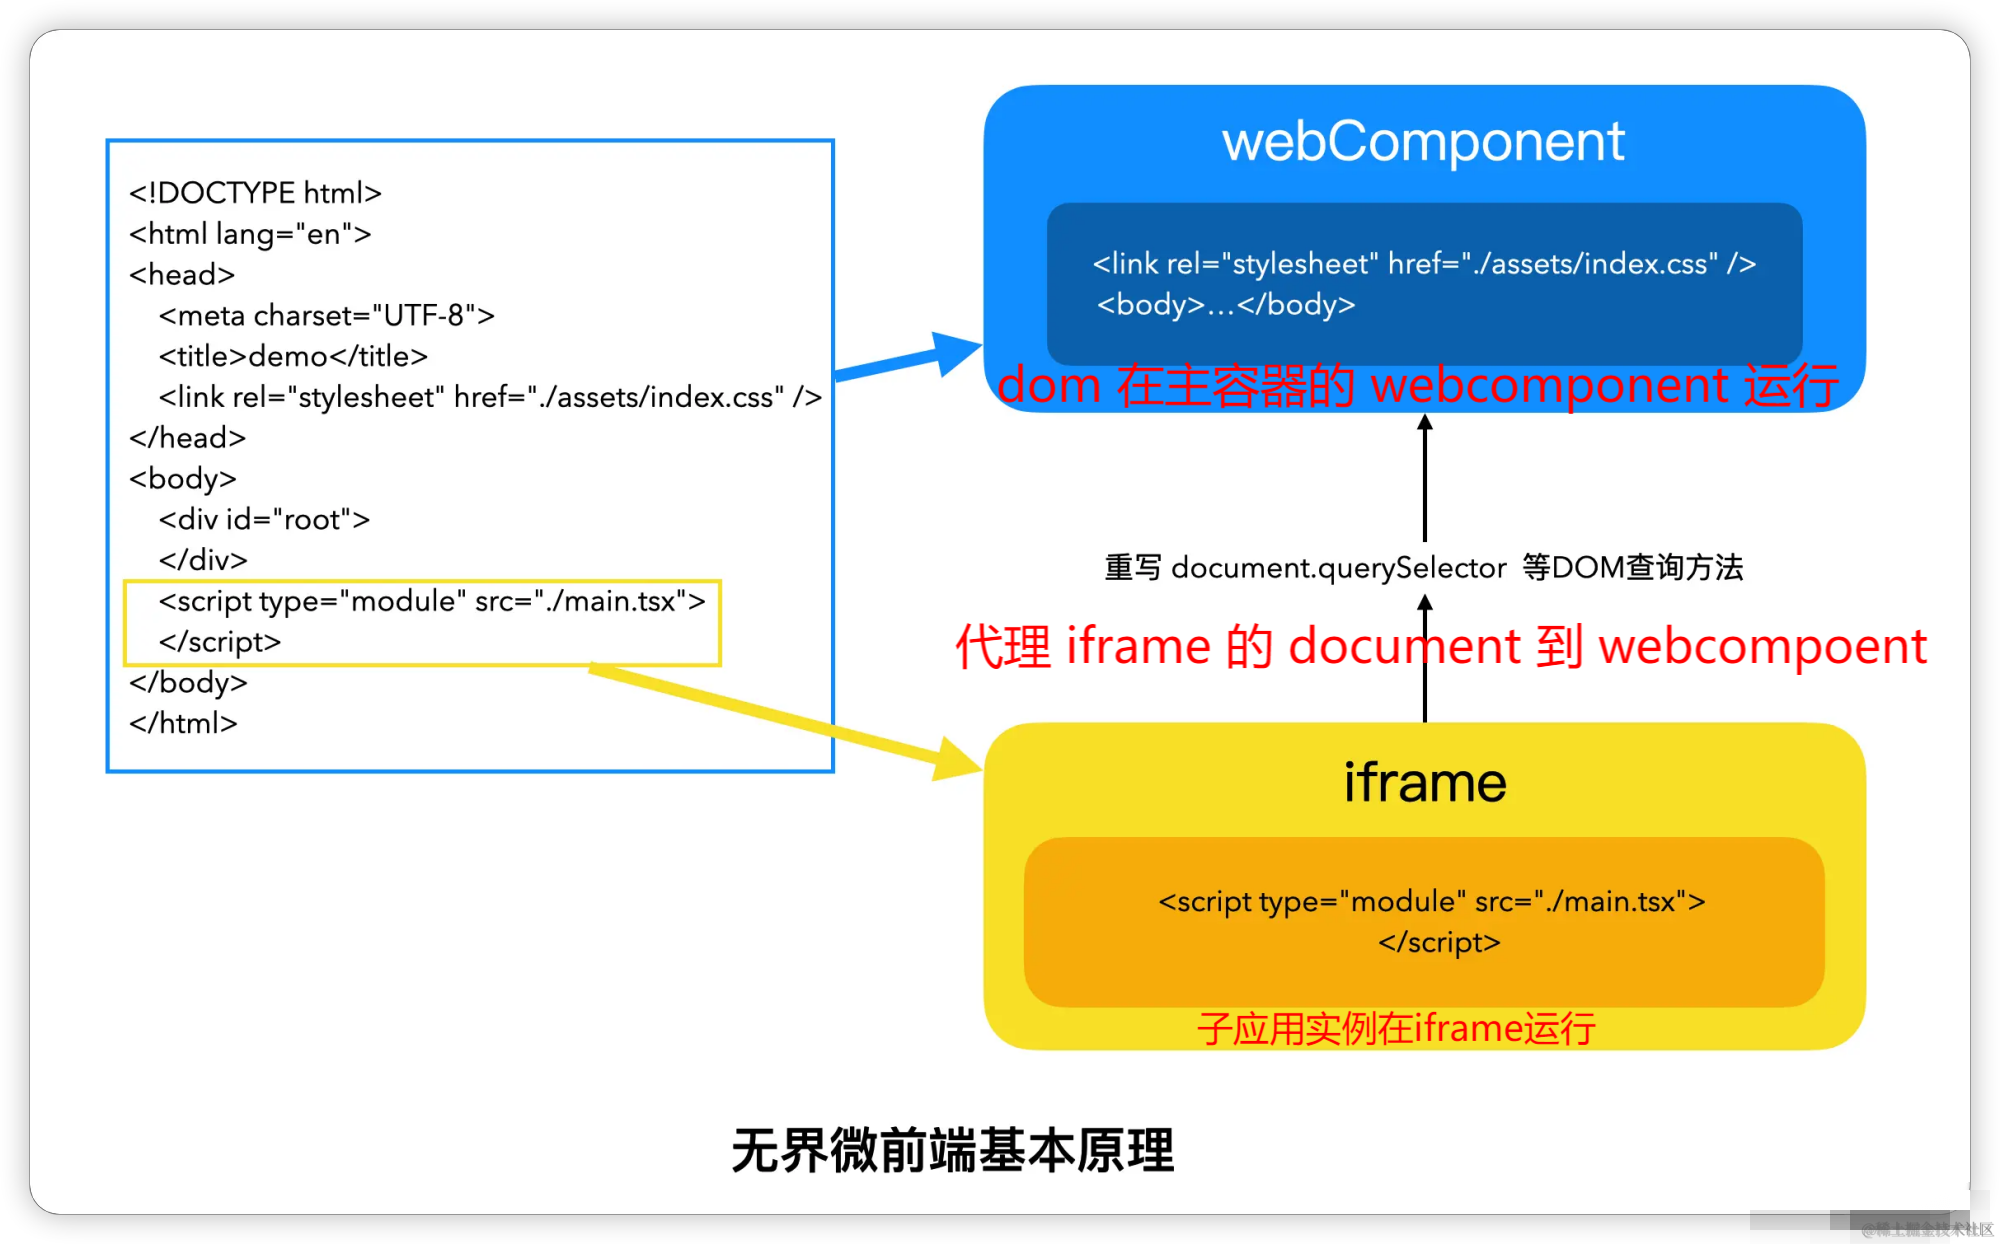 <!DOCTYPE html>
<html lang="en">
<head>
<meta charset="UTF-8">
<title>demo</title>
<link rel="stylesheet" href="./assets/index.css" />
</head>
<body>
<div id="root">
</div>
<script type="module" src="./main.tsx">
</script>
</body>
</html>
webComponent
<link rel="stylesheet" href="./assets/index.css" />
<body>...</body>
dom 在主容器的 webcomponent 运行
重写 document.querySelector 等DOM查询方法
代理 iframe 的 document 到 webcompoent
iframe
<script type="module" src="./main.tsx">
</script>
子应用实例在iframe运行
无界微前端基本原理
@稀土掘金技术社区